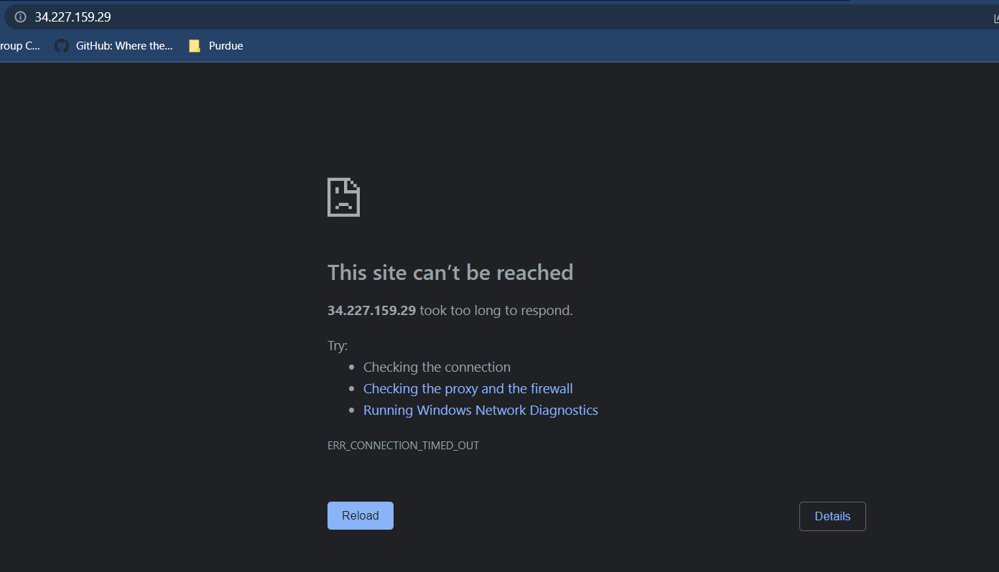 34.227.159.29
roup C... GitHub: Where the... Purdue
This site can’t be reached
34.227.159.29 took too long to respond.
Try:
Checking the connection
Checking the proxy and the firewall
Running Windows Network Diagnostics
ERR_CONNECTION_TIMED_OUT
Reload Details